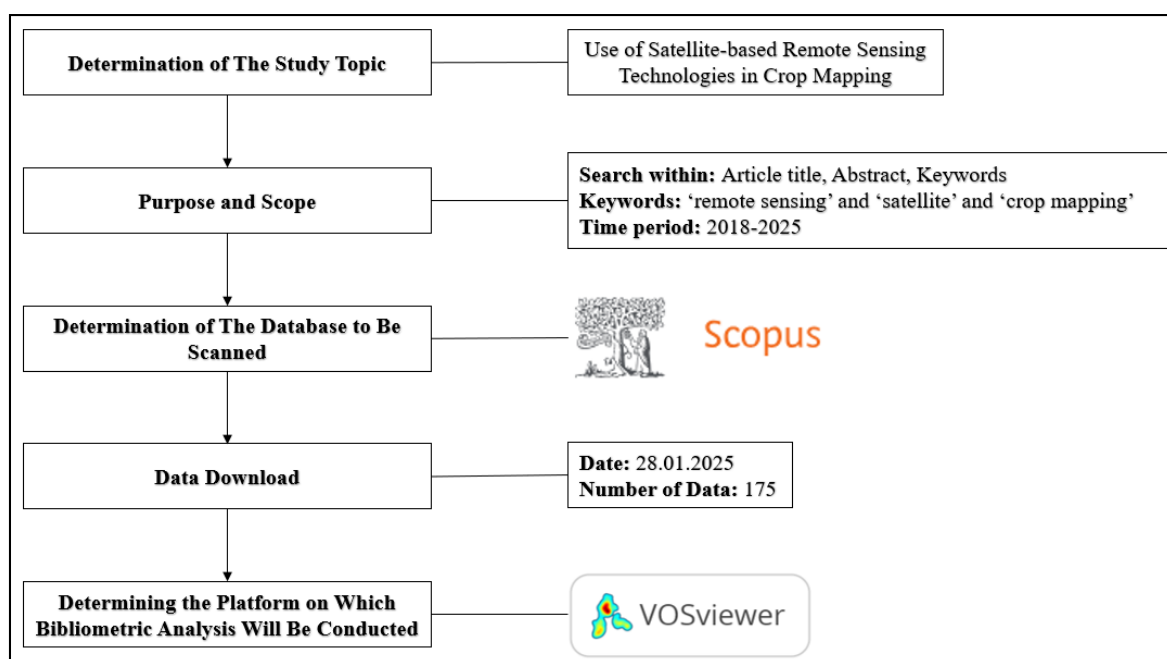 Determination of The Study Topic
Use of Satellite-based Remote Sensing
Technologies in Crop Mapping
Purpose and Scope
Search within: Article title, Abstract, Keywords
Keywords: ‘remote sensing’ and ‘satellite’ and ‘crop mapping’
Time period: 2018-2025
Determination of The Database to Be
Scanned
Scopus
Data Download
Date: 28.01.2025
Number of Data: 175
Determining the Platform on Which
Bibliometric Analysis Will Be Conducted
VOSviewer